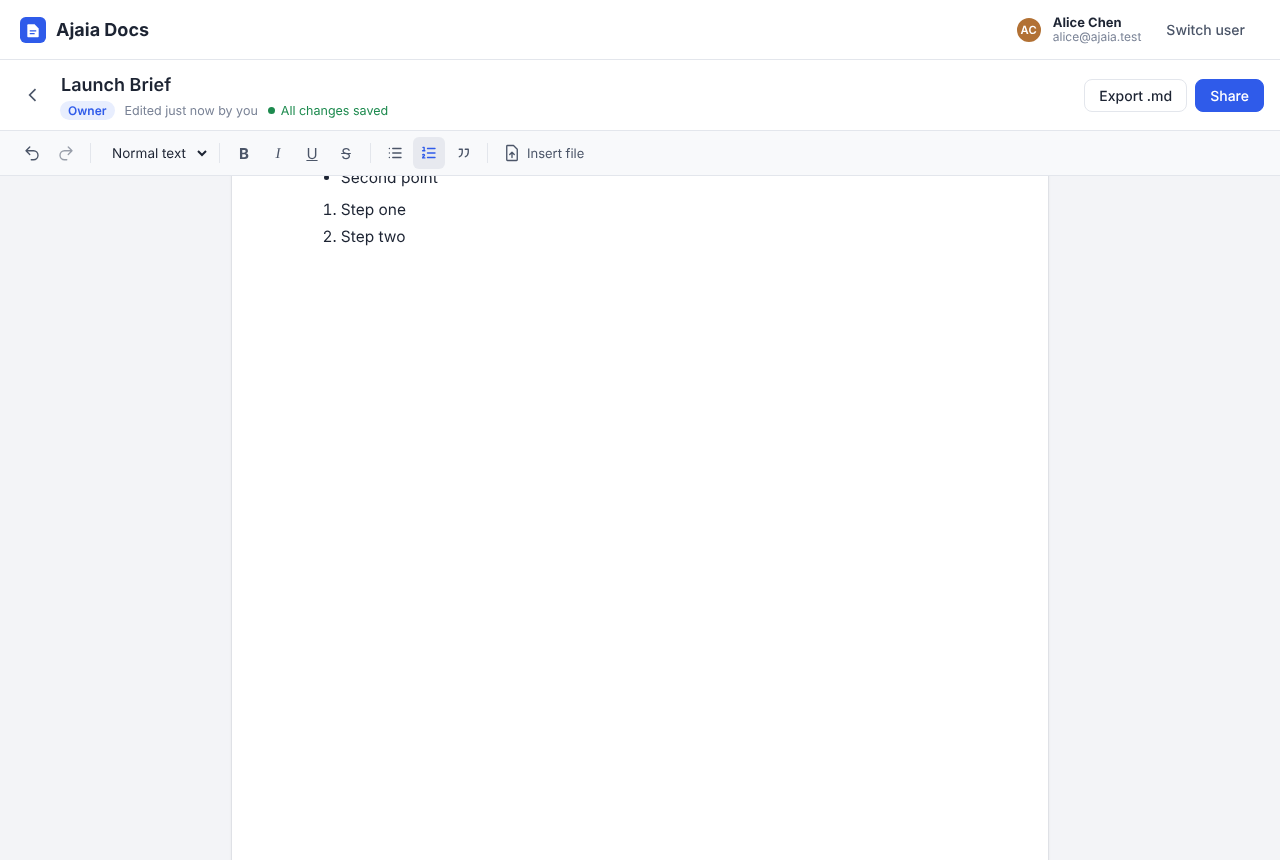 Ajaia Docs
AC
Alice Chen
alice@ajaia.test
Switch user
Launch Brief
Owner
Edited just now by you
All changes saved
Export .md
Share
Normal text
B
I
U
S
Insert file
• Second point
1. Step one
2. Step two